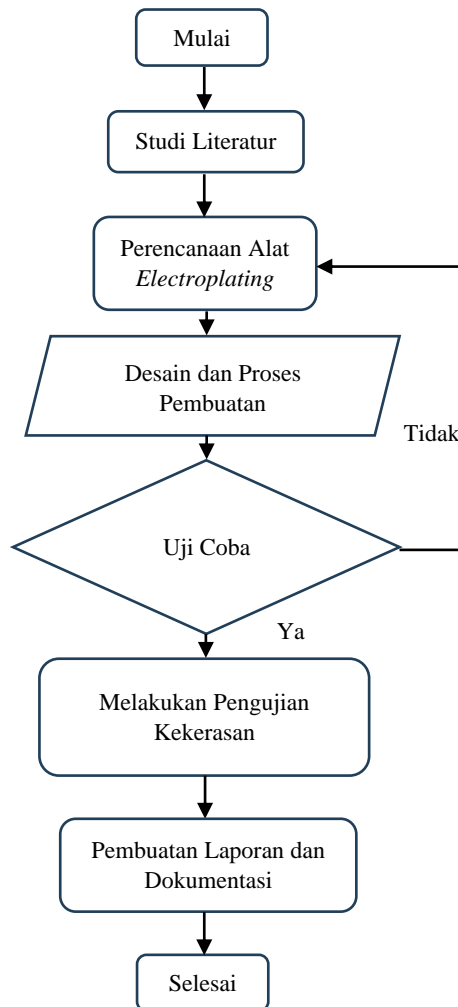 Mulai
Studi Literatur
Perencanaan Alat
Electroplating
Desain dan Proses
Pembuatan
Tidak
Uji Coba
Ya
Melakukan Pengujian
Kekerasan
Pembuatan Laporan dan
Dokumentasi
Selesai